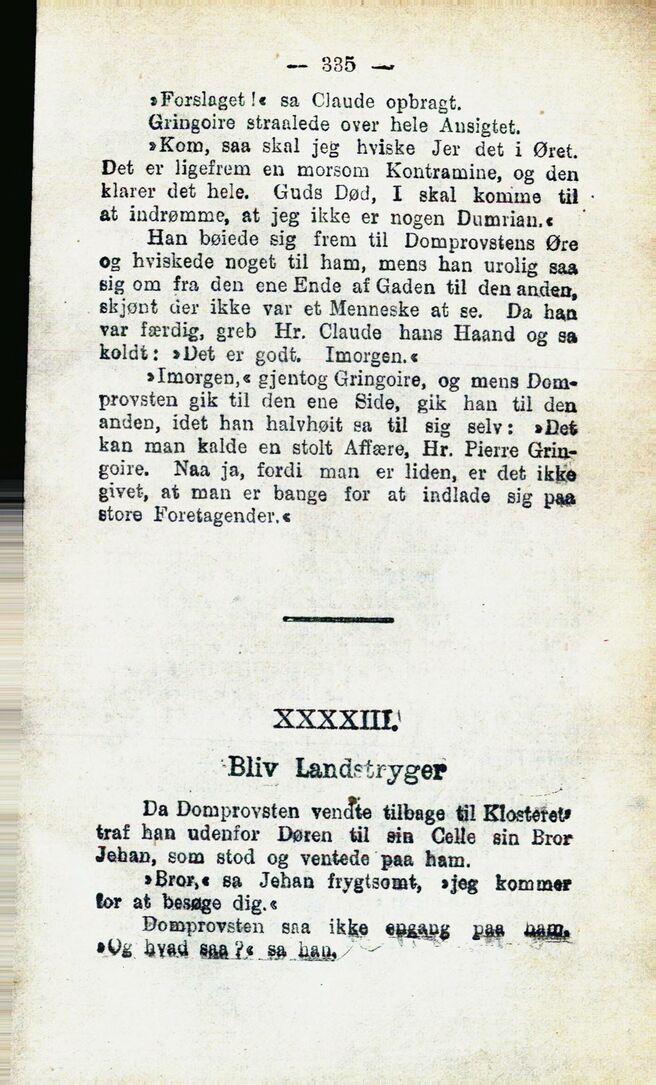 — 335 —
»Forslaget!« sa Claude opbragt.
Gringoire straalede over hele Ansigtet.
»Kom, saa skal jeg hviske Jer det i Øret.
Det er ligefrem en morsom Kontramine, og den
klarer det hele. Guds Død, I skal komme til
at indrømme, at jeg ikke er nogen Dumrian.«
Han bøiede sig frem til Domprovstens Øre
og hviskede noget til ham, mens han urolig saa
sig om fra den ene Ende af Gaden til den anden,
skjønt der ikke var et Menneske at se. Da han
var færdig, greb Hr. Claude hans Haand og sa
koldt: »Det er godt. Imorgen.«
»Imorgen,« gjentog Gringoire, og mens Dom-
provsten gik til den ene Side, gik han til den
anden, idet han halvhøit sa til sig selv: »Det
kan man kalde en stolt Affære, Hr. Pierre Grin-
goire. Naa ja, fordi man er liden, er det ikke
givet, at man er bange for at indlade sig paa
store Foretagender.«
XXXXIII.
Bliv Landstryger
Da Domprovsten vendte tilbage til Klosteret,
traf han udenfor Døren til sin Celle sin Bror
Jehan, som stod og ventede paa ham.
»Bror,« sa Jehan frygtsomt, »jeg kommer
for at besøge dig.«
Domprovsten saa ikke engang paa ham.
»Og hvad saa?« sa han.